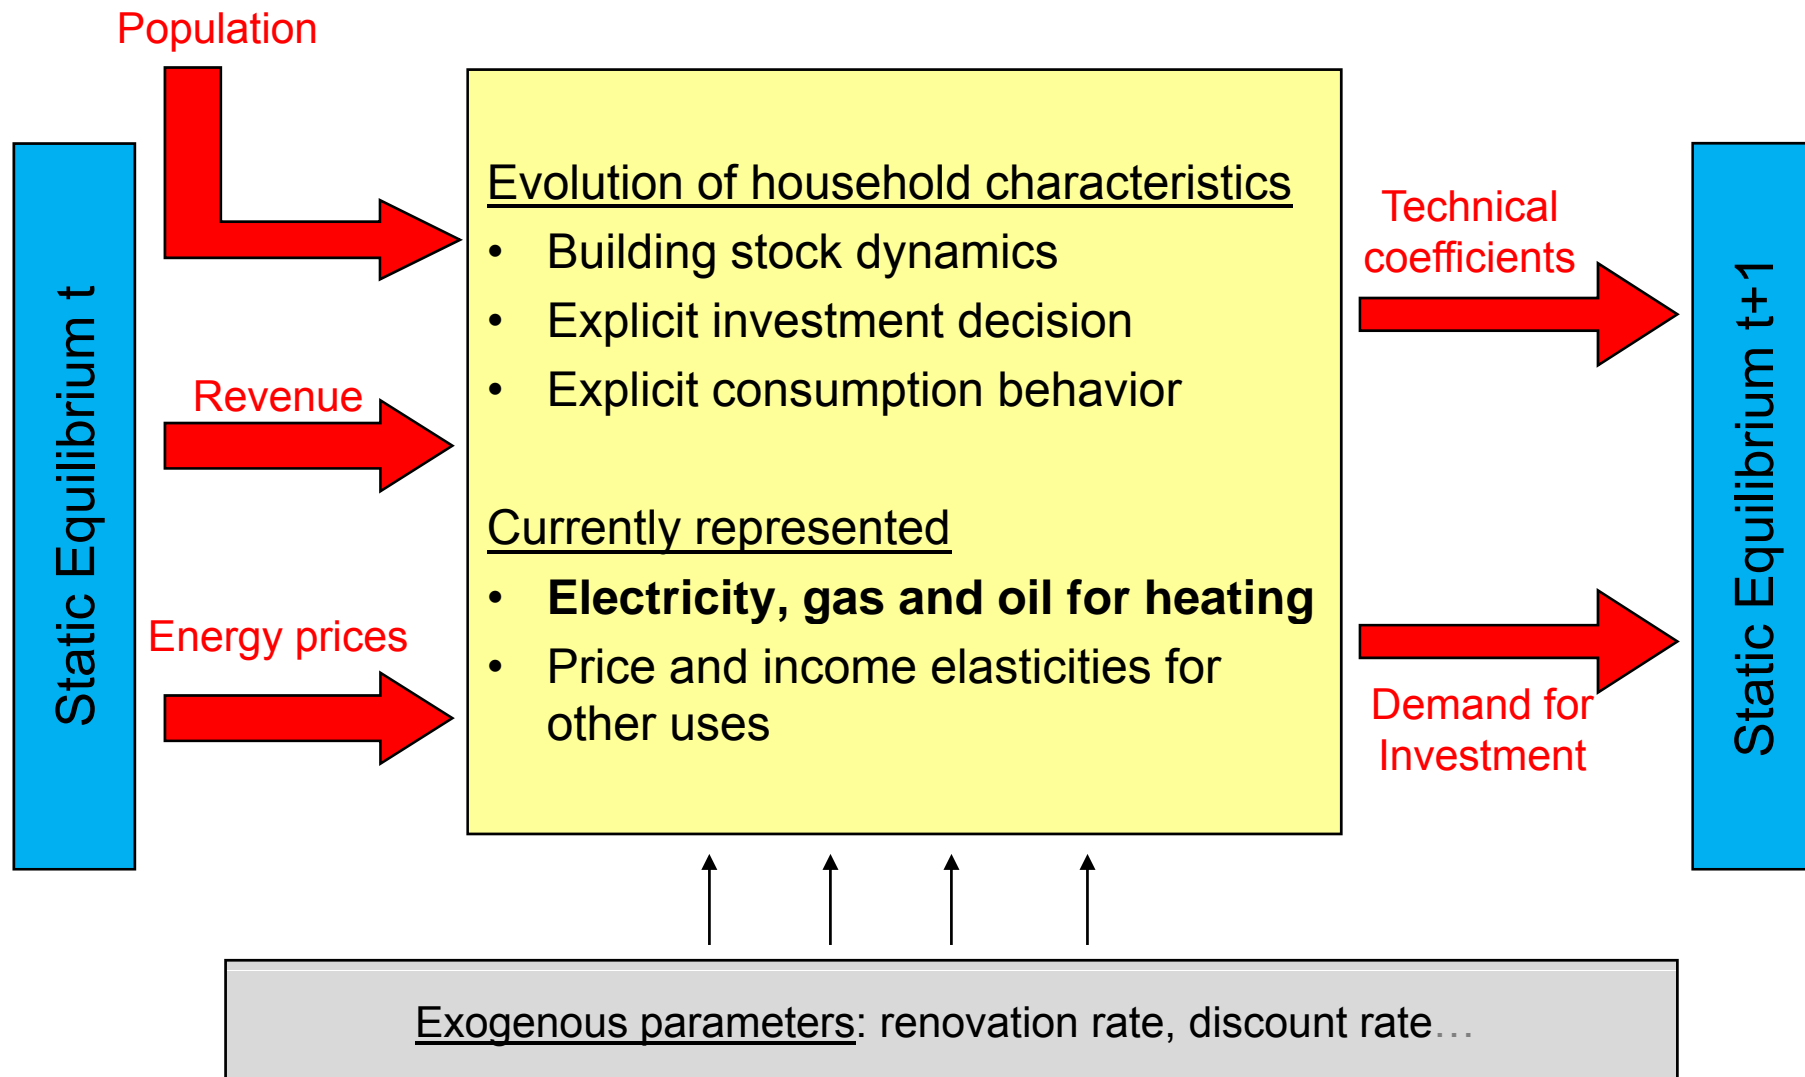 Population
Static Equilibrium t
Revenue
Energy prices
Evolution of household characteristics
• Building stock dynamics
• Explicit investment decision
• Explicit consumption behavior
Currently represented
• Electricity, gas and oil for heating
• Price and income elasticities for
other uses
Technical
coefficients
Demand for
Investment
Static Equilibrium t+1
Exogenous parameters: renovation rate, discount rate…